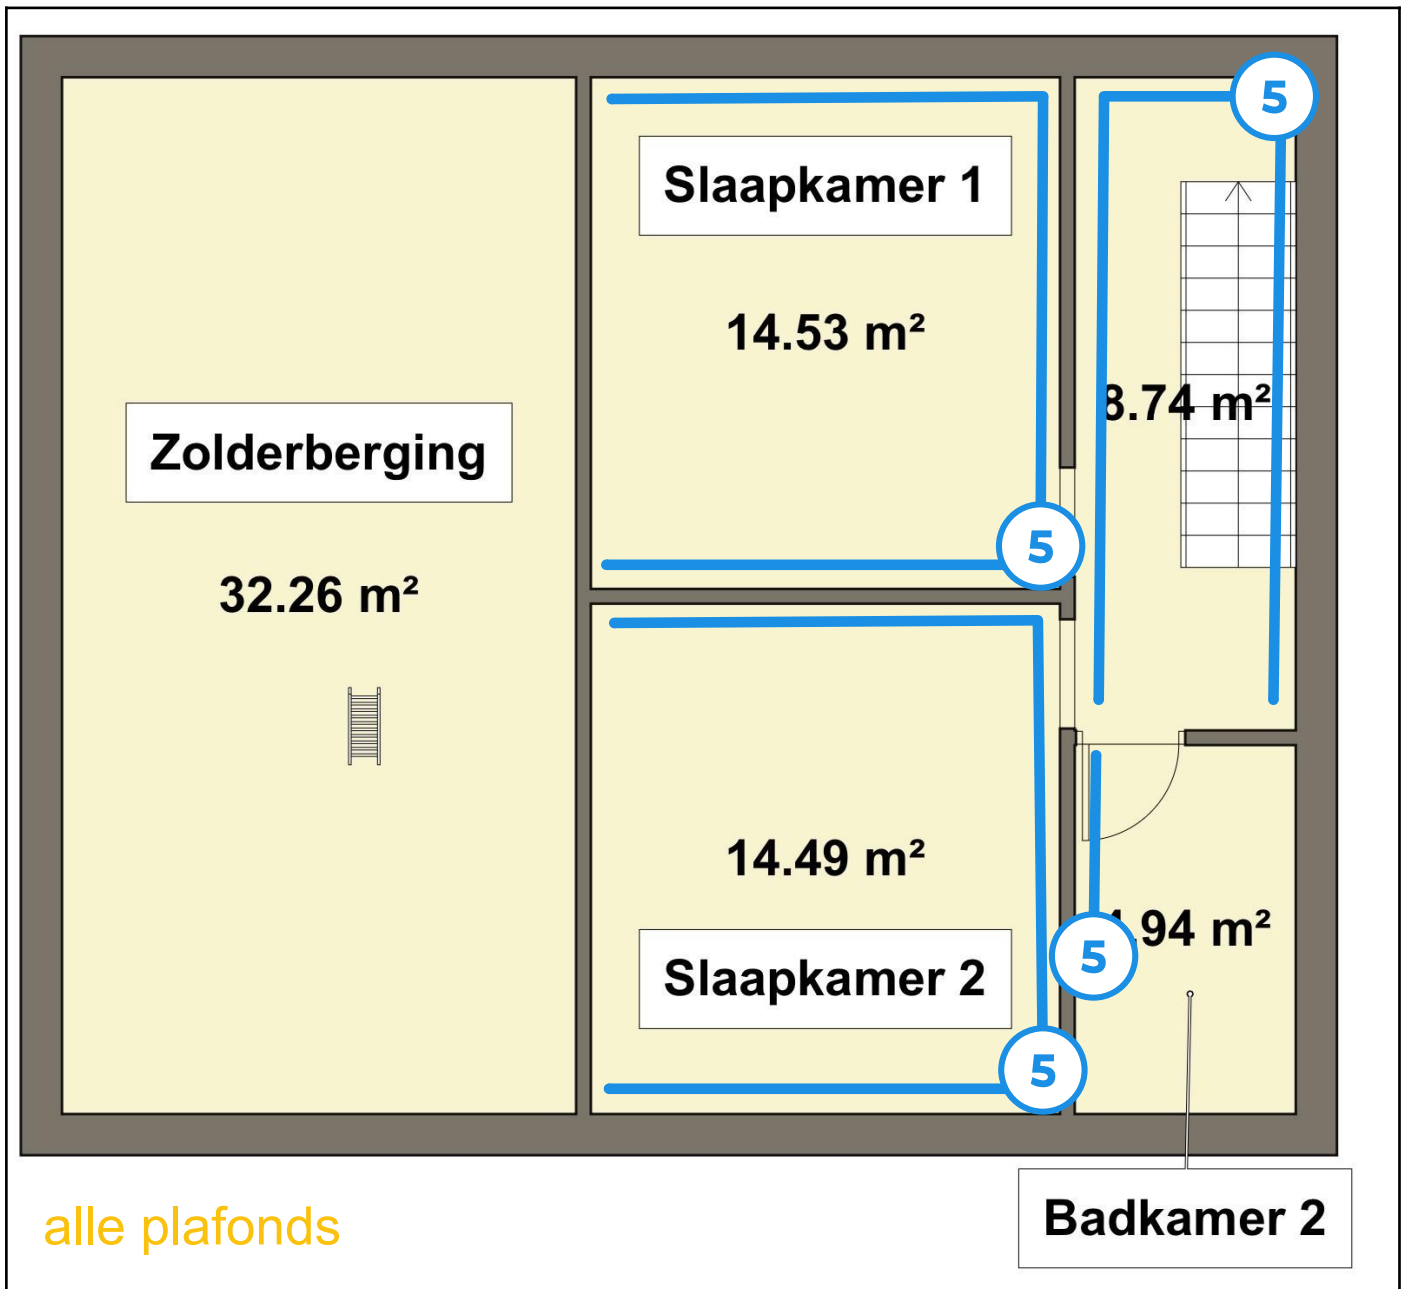 5
Slaapkamer 1
14.53 m²
8.74 m²
Zolderberging
5
32.26 m²
14.49 m²
.94 m²
5
Slaapkamer 2
5
Badkamer 2
alle plafonds